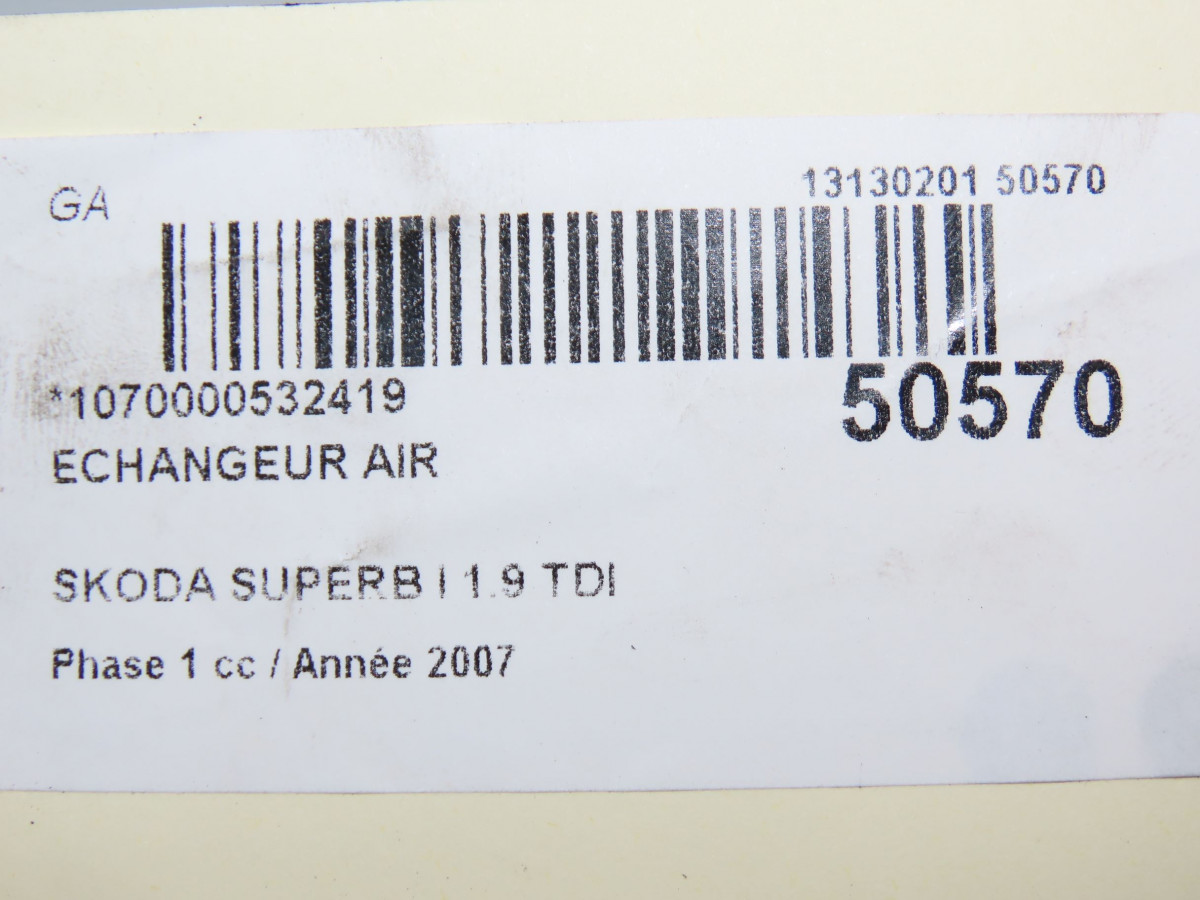 GA
13130201 50570
*1070000532419
50570
ECHANGEUR AIR
SKODA SUPERB I 1.9 TDI
Phase 1 cc / Année 2007